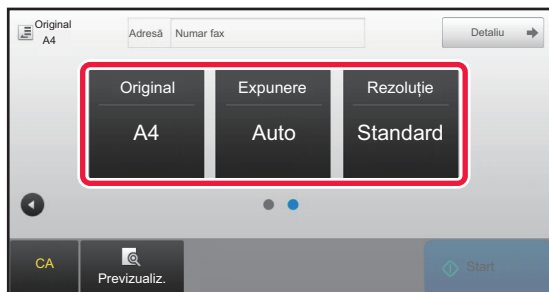 Original
A4
Adresă Numar fax
Detaliu
Original Expunere Rezoluție
A4 Auto Standard
CA
Previzualiz.
Start